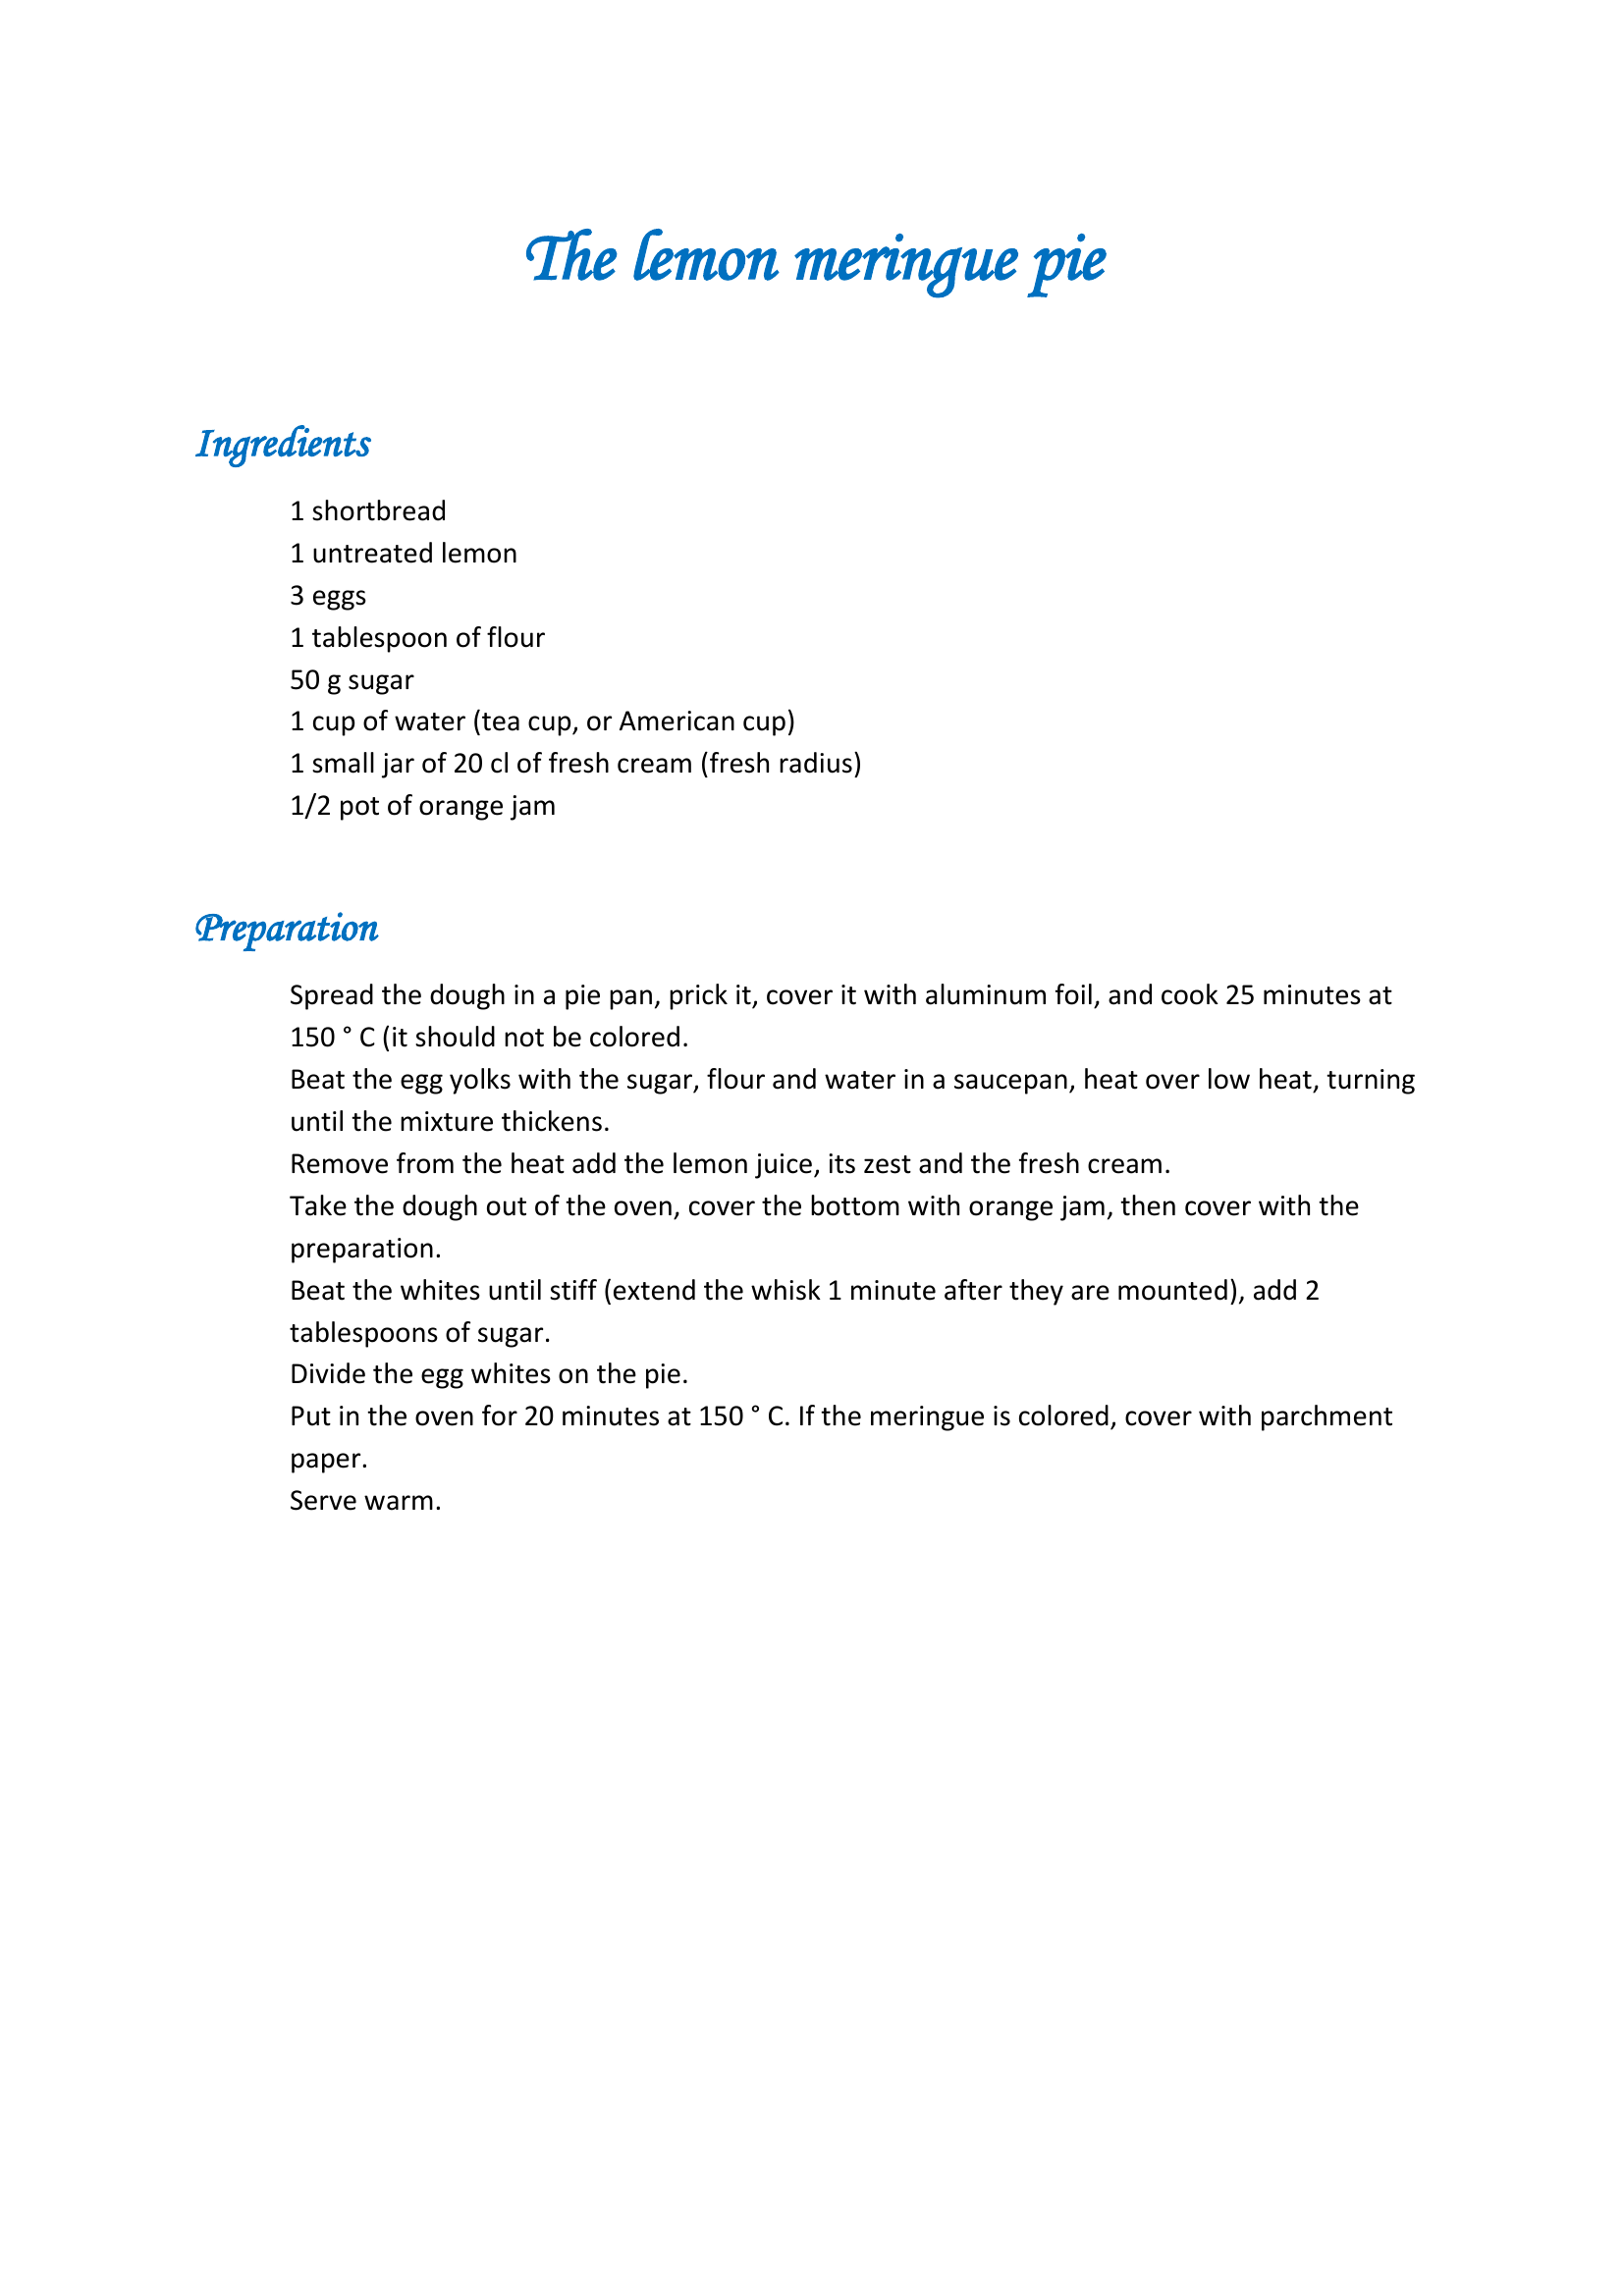 The lemon meringue pie
Ingredients
1 shortbread
1 untreated lemon
3 eggs
1 tablespoon of flour
50 g sugar
1 cup of water (tea cup, or American cup)
1 small jar of 20 cl of fresh cream (fresh radius)
1/2 pot of orange jam
Preparation
Spread the dough in a pie pan, prick it, cover it with aluminum foil, and cook 25 minutes at
150 ° C (it should not be colored.
Beat the egg yolks with the sugar, flour and water in a saucepan, heat over low heat, turning
until the mixture thickens.
Remove from the heat add the lemon juice, its zest and the fresh cream.
Take the dough out of the oven, cover the bottom with orange jam, then cover with the
preparation.
Beat the whites until stiff (extend the whisk 1 minute after they are mounted), add 2
tablespoons of sugar.
Divide the egg whites on the pie.
Put in the oven for 20 minutes at 150 ° C. If the meringue is colored, cover with parchment
paper.
Serve warm.